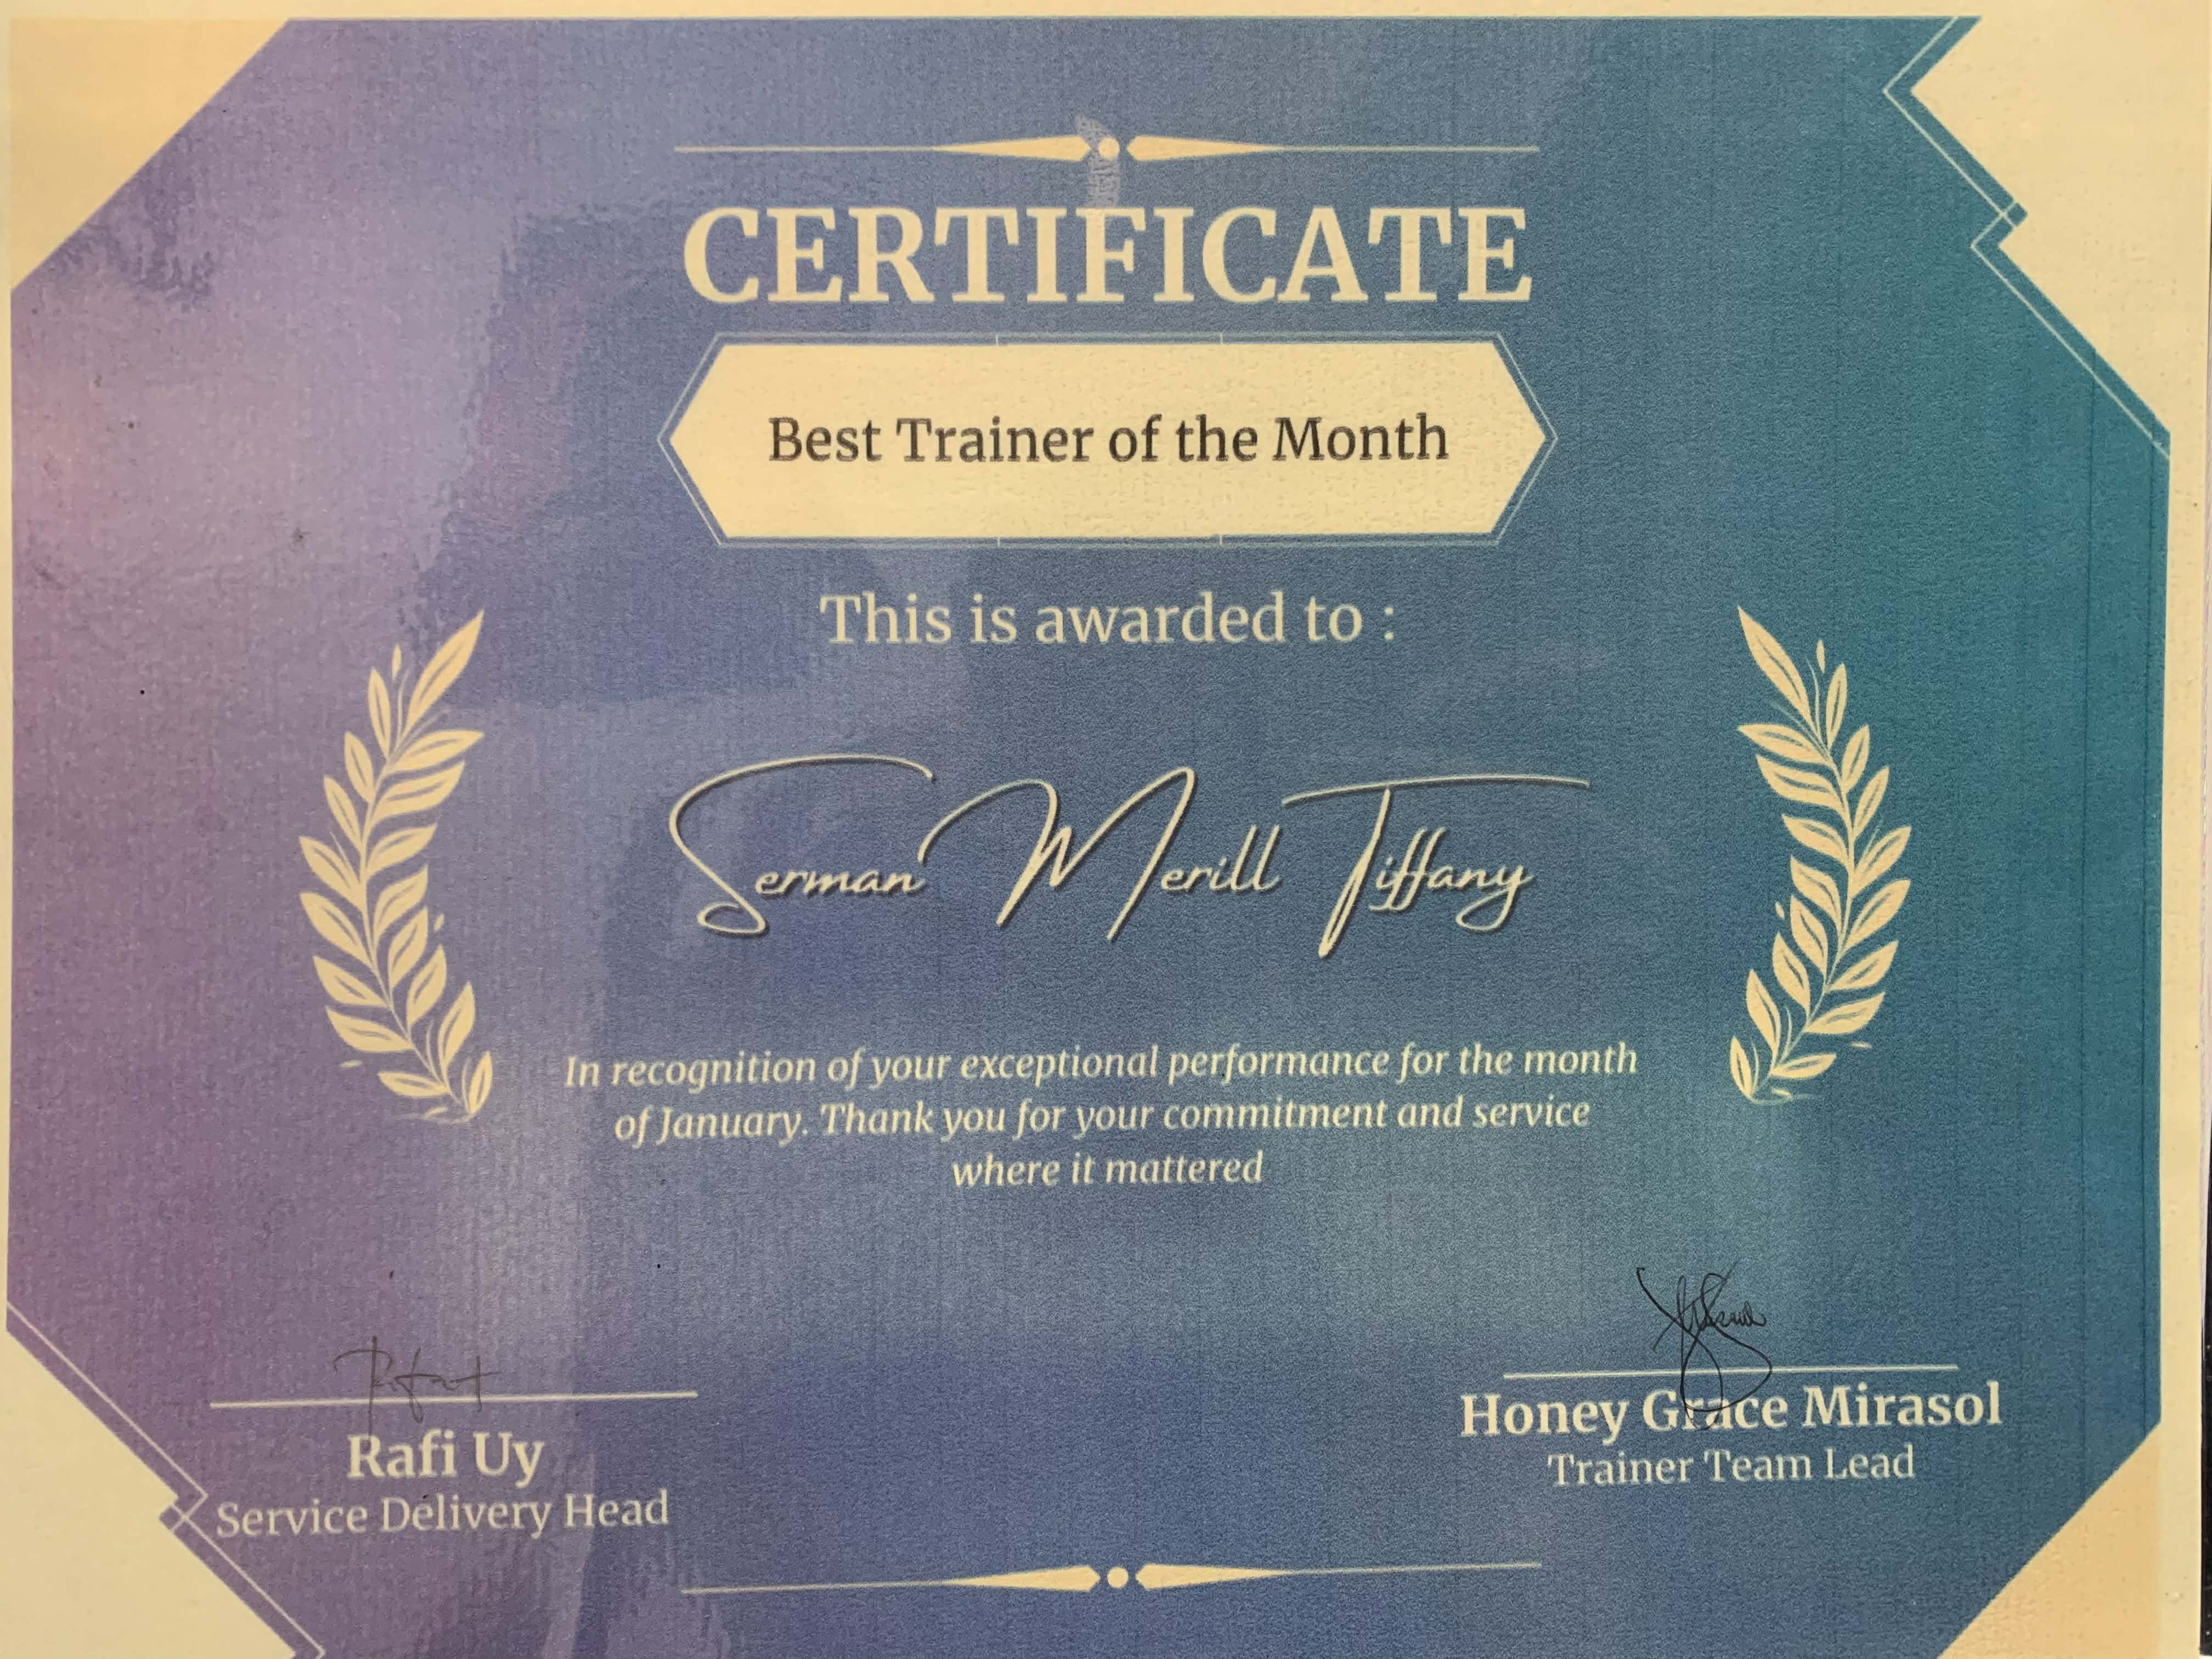 CERTIFICATE
Best Trainer of the Month
This is awarded to :
Serman Merill Tiffany
In recognition of your exceptional performance for the month
of January. Thank you for your commitment and service
where it mattered
Rafi Uy
Service Delivery Head
Honey Grace Mirasol
Trainer Team Lead